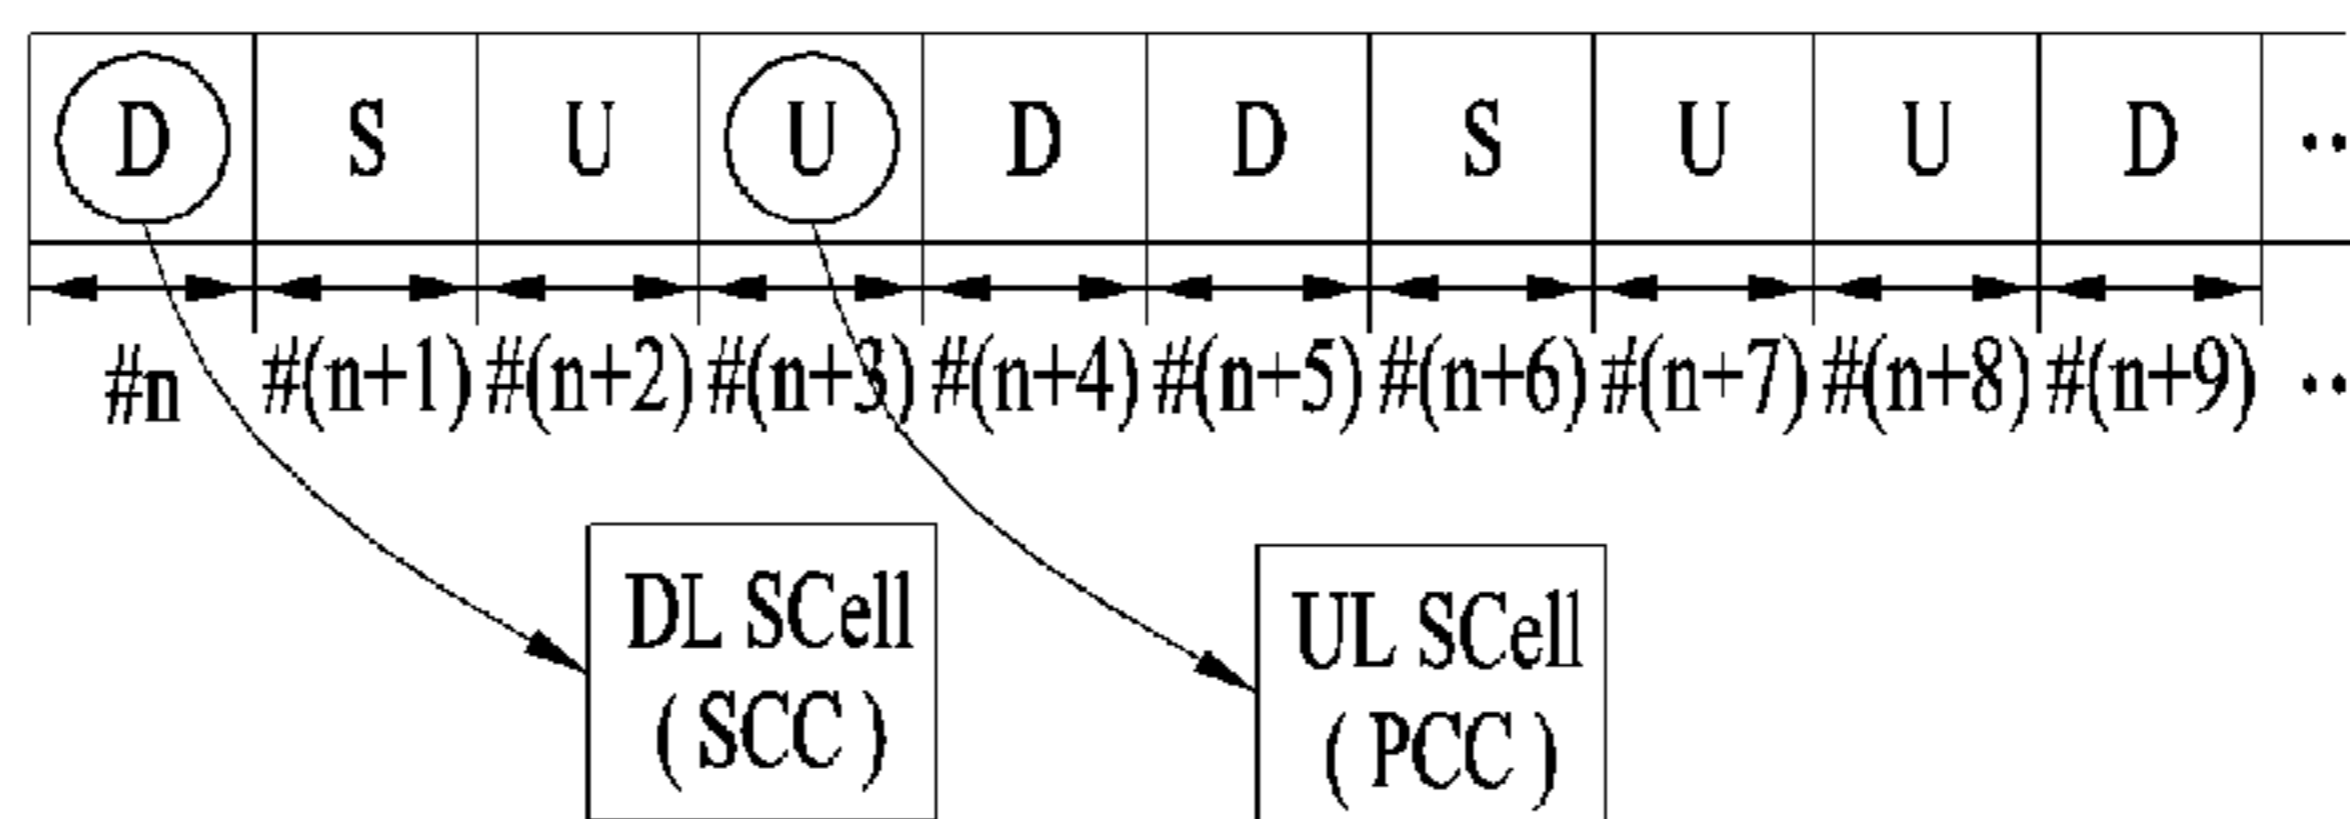 D S U U D D S U U D ..
#n #(n+1) #(n+2) #(n+3) #(n+4) #(n+5) #(n+6) #(n+7) #(n+8) #(n+9) ..
DL SCell
( SCC )
UL SCell
( PCC )